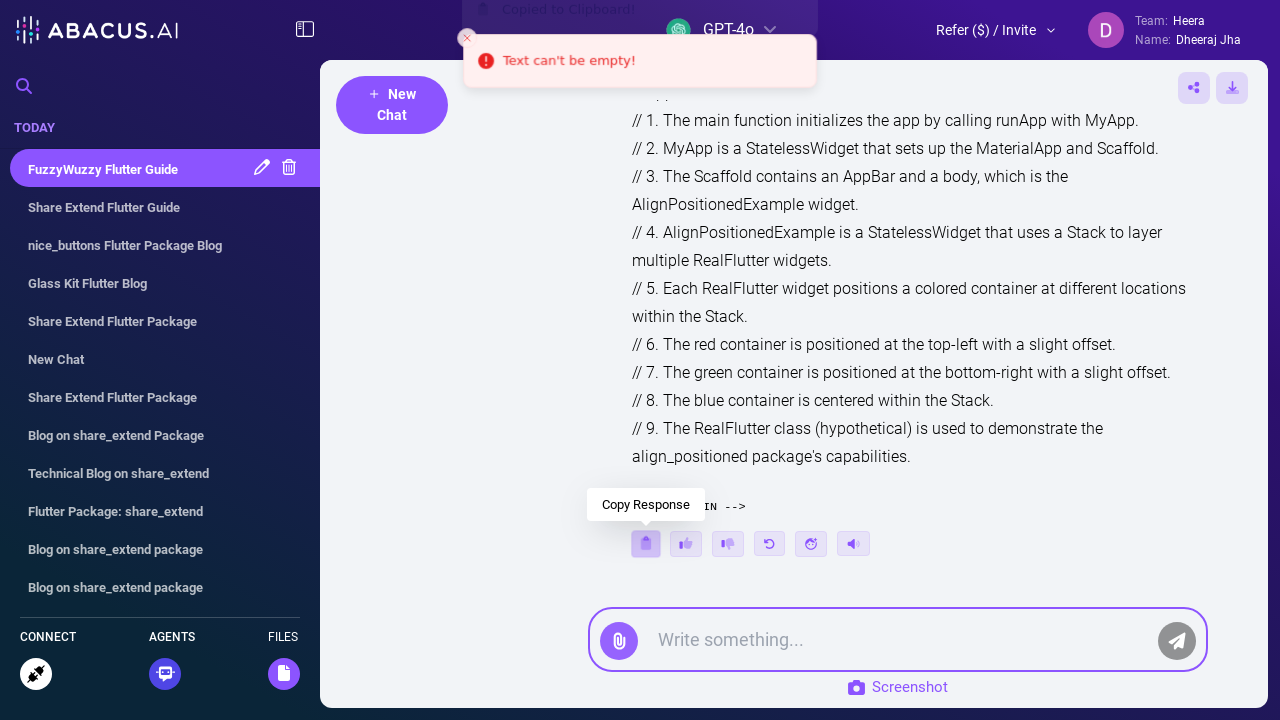 ABACUS.AI
Copied to Clipboard!
GPT-4o
Refer ($) / Invite
D
Team: Heera
Name: Dheeraj Jha
Text can't be empty!
+ New Chat
TODAY
FuzzyWuzzy Flutter Guide
Share Extend Flutter Guide
nice_buttons Flutter Package Blog
Glass Kit Flutter Blog
Share Extend Flutter Package
New Chat
Share Extend Flutter Package
Blog on share_extend Package
Technical Blog on share_extend
Flutter Package: share_extend
Blog on share_extend package
Blog on share_extend package
CONNECT
AGENTS
FILES
// 1. The main function initializes the app by calling runApp with MyApp.
// 2. MyApp is a StatelessWidget that sets up the MaterialApp and Scaffold.
// 3. The Scaffold contains an AppBar and a body, which is the
AlignPositionedExample widget.
// 4. AlignPositionedExample is a StatelessWidget that uses a Stack to layer
multiple RealFlutter widgets.
// 5. Each RealFlutter widget positions a colored container at different locations
within the Stack.
// 6. The red container is positioned at the top-left with a slight offset.
// 7. The green container is positioned at the bottom-right with a slight offset.
// 8. The blue container is centered within the Stack.
// 9. The RealFlutter class (hypothetical) is used to demonstrate the
align_positioned package's capabilities.
IN -->
Copy Response
Write something...
Screenshot